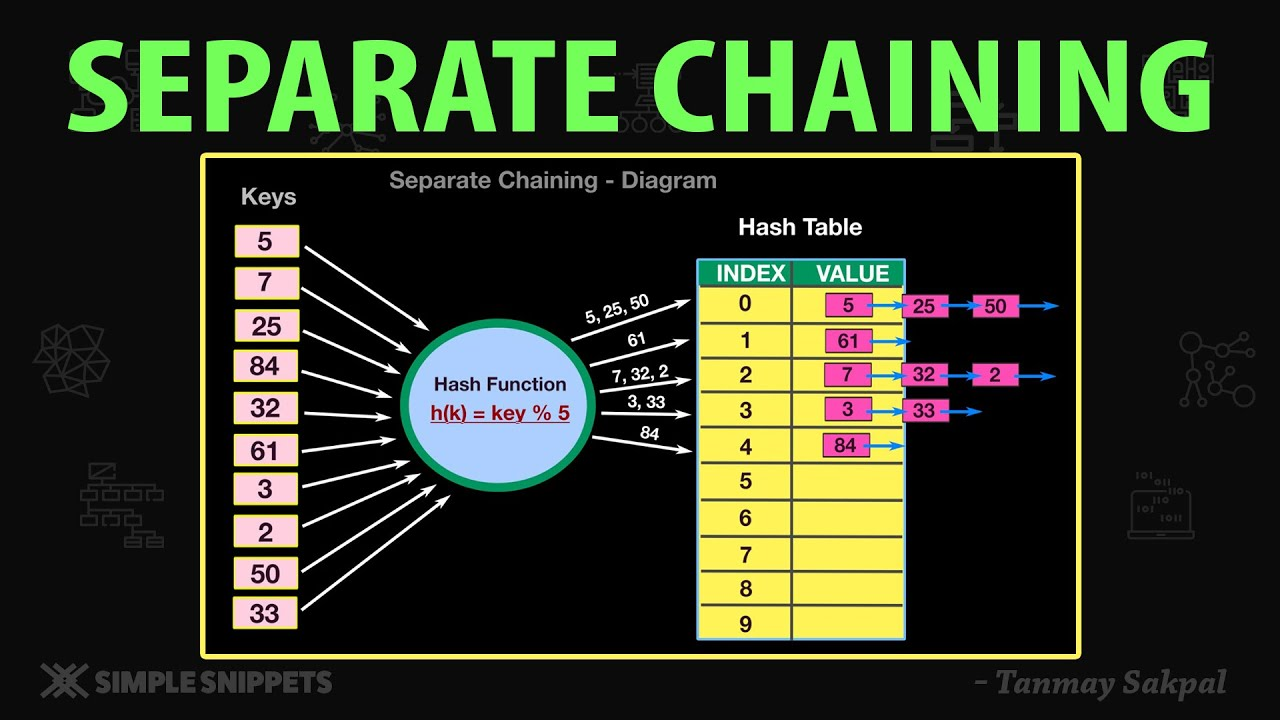 SEPARATE CHAINING
Separate Chaining - Diagram
Keys
5
7
25
84
32
61
3
2
50
33
Hash Function
h(k) = key % 5
5, 25, 50
61
7, 32, 2
3, 33
84
Hash Table
INDEX VALUE
0 5 25 50
1 61
2 7 32 2
3 3 33
4 84
5
6
7
8
9
SIMPLE SNIPPETS
- Tanmay Sakpal